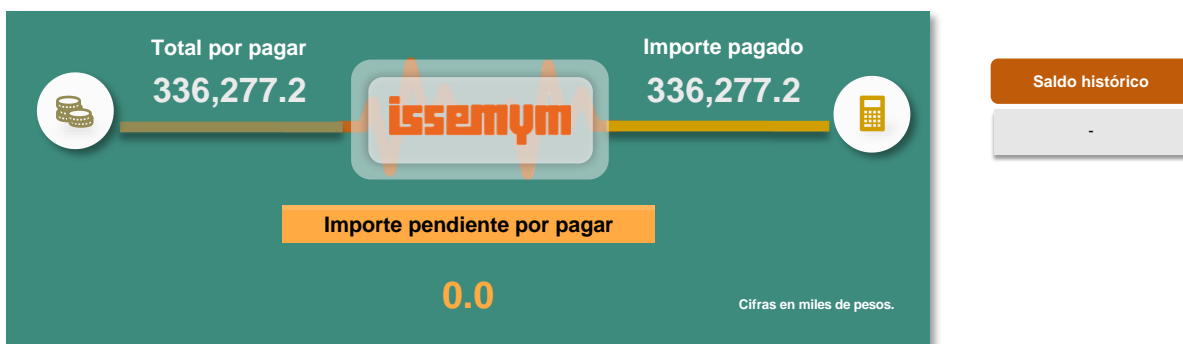 Total por pagar
336,277.2
issemym
Importe pagado
336,277.2
Importe pendiente por pagar
0.0
Cifras en miles de pesos.
Saldo histórico
-